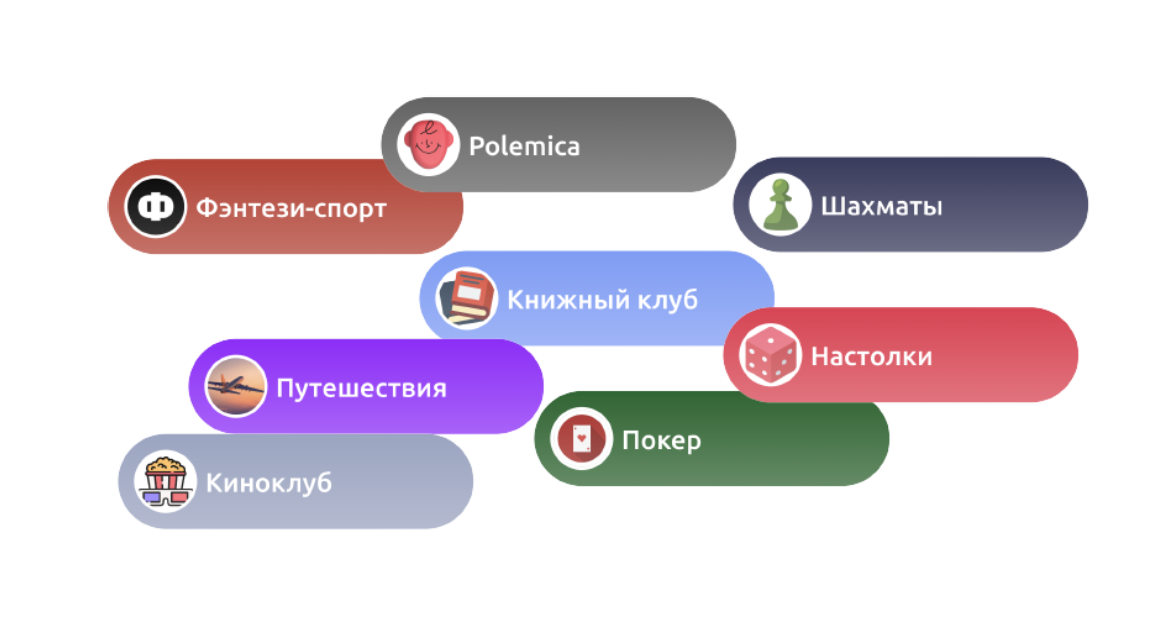 Polemica
Ф
Фэнтези-спорт
Шахматы
Книжный клуб
Настолки
Путешествия
Покер
Киноклуб